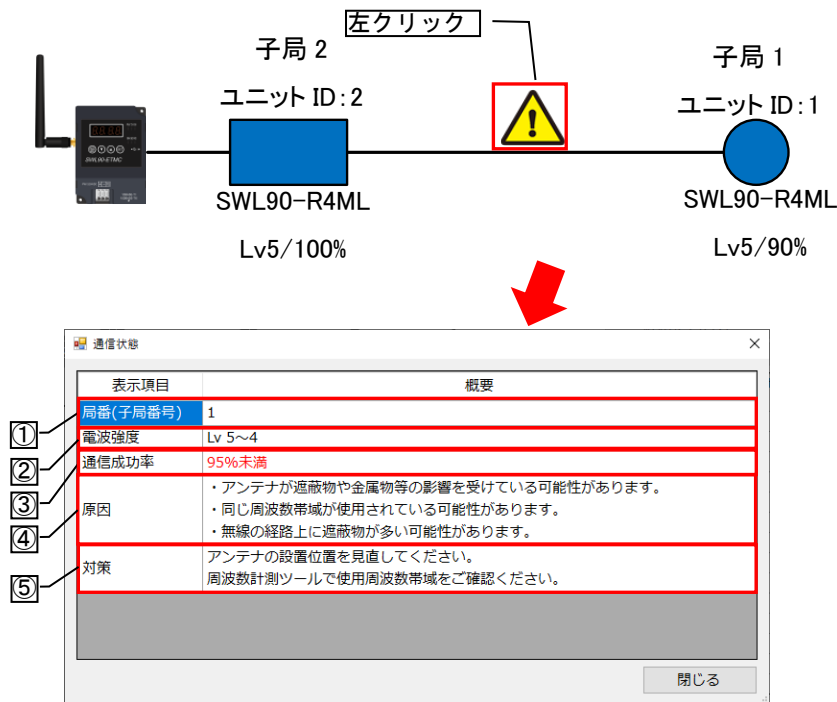 左クリック
子局 2
ユニット ID:2
SWL90-R4ML
Lv5/100%
子局 1
ユニット ID:1
SWL90-R4ML
Lv5/90%
SWL90-ETMC
通信状態
表示項目 概要
① 局番(子局番号) 1
② 電波強度 Lv 5～4
③ 通信成功率 95%未満
④ 原因
・アンテナが遮蔽物や金属物等の影響を受けている可能性があります。
・同じ周波数帯域が使用されている可能性があります。
・無線の経路上に遮蔽物が多い可能性があります。
⑤ 対策
アンテナの設置位置を見直してください。
周波数計測ツールで使用周波数帯域をご確認ください。
閉じる